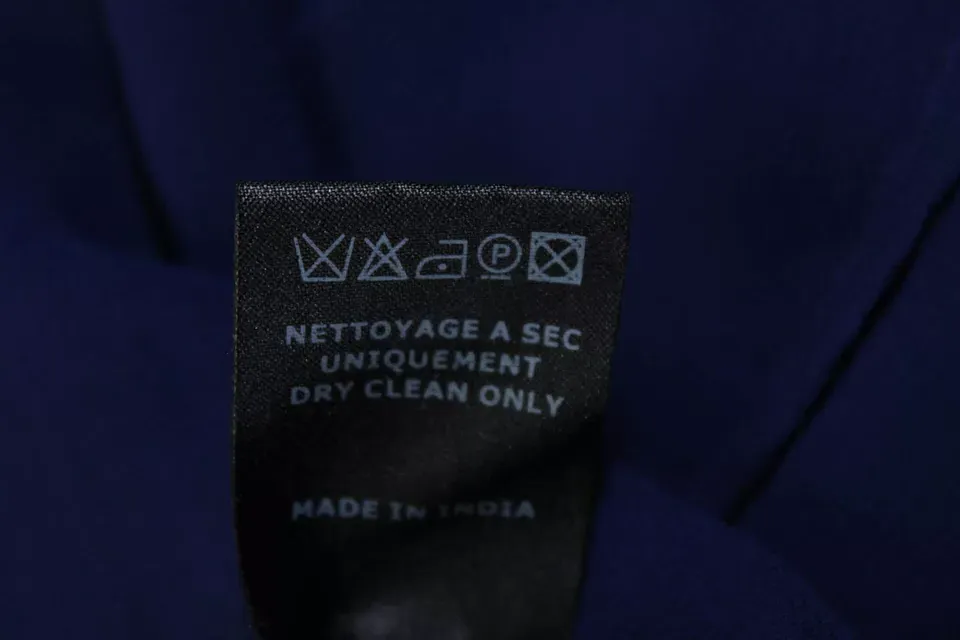 P
NETTOYAGE A SEC
UNIQUEMENT
DRY CLEAN ONLY
MADE IN INDIA